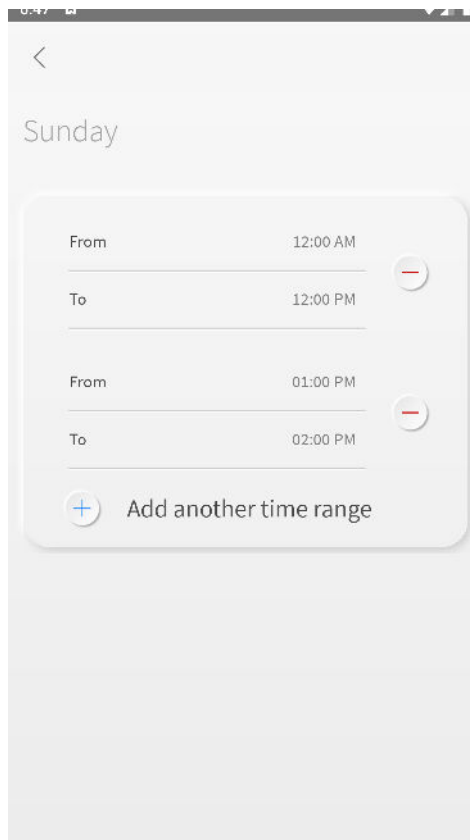 Sunday
From 12:00 AM
To 12:00 PM
From 01:00 PM
To 02:00 PM
Add another time range